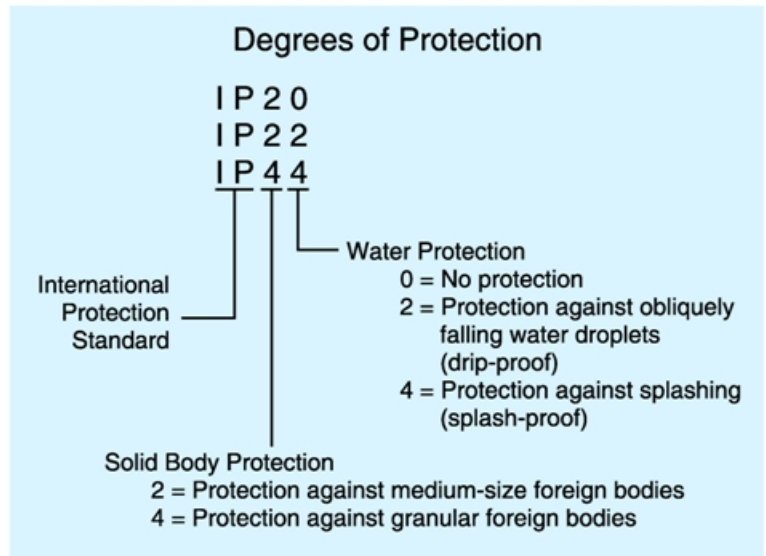 Degrees of Protection
IP20
IP22
IP44
Water Protection
0 = No protection
2 = Protection against obliquely
falling water droplets
(drip-proof)
4 = Protection against splashing
(splash-proof)
International
Protection
Standard
Solid Body Protection
2 = Protection against medium-size foreign bodies
4 = Protection against granular foreign bodies